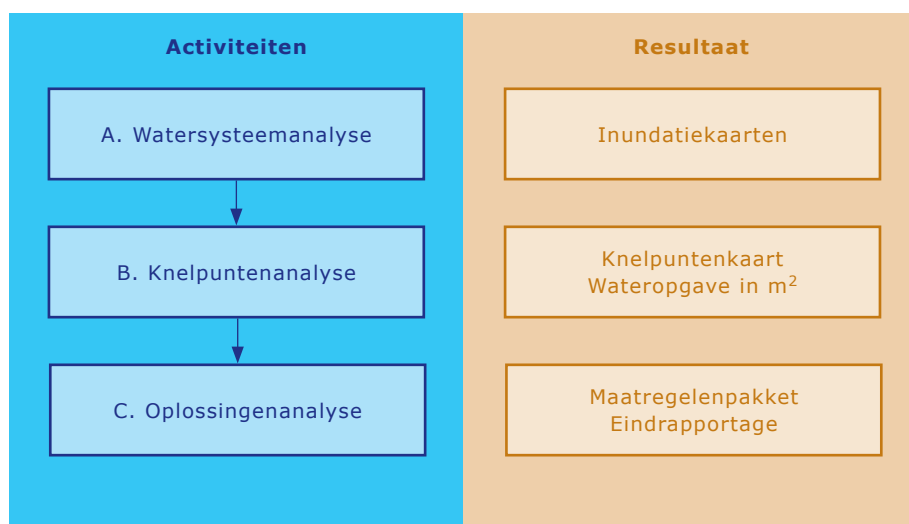 Activiteiten
Resultaat
A. Watersysteemanalyse
Inundatiekaarten
B. Knelpuntenanalyse
Knelpuntenkaart
Wateropgave in m²
C. Oplossingenanalyse
Maatregelenpakket
Eindrapportage